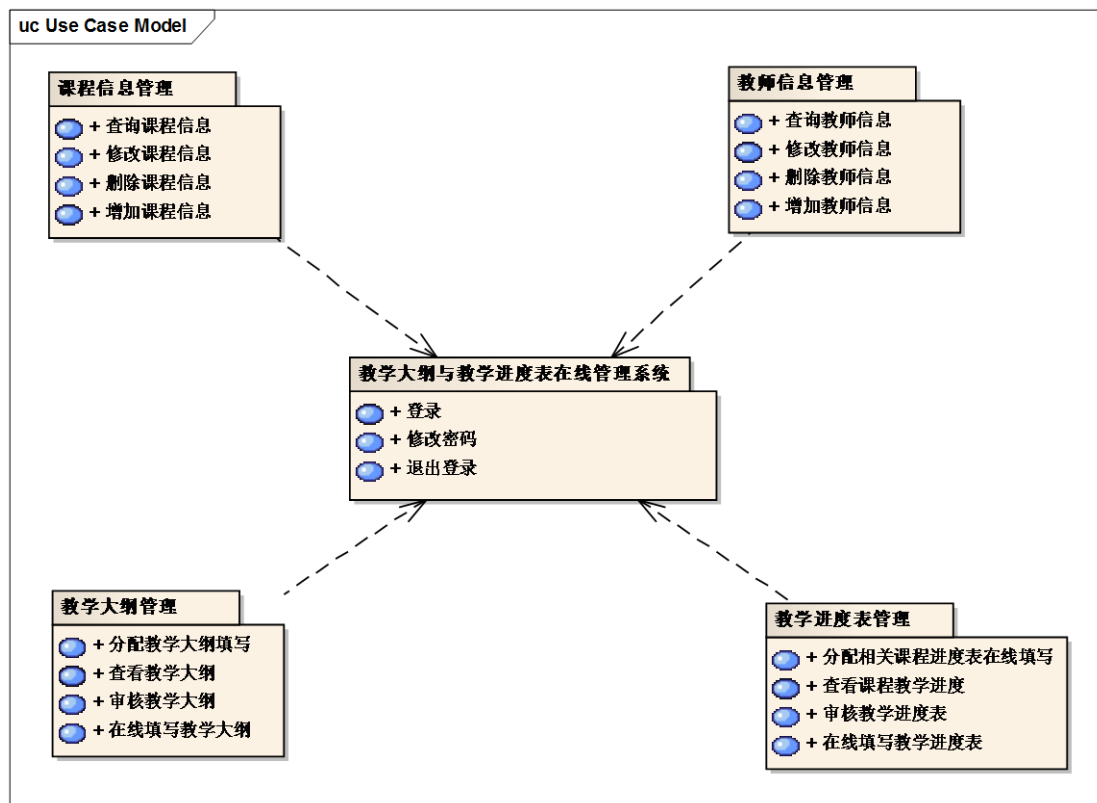 uc Use Case Model
课程信息管理
+ 查询课程信息
+ 修改课程信息
+ 删除课程信息
+ 增加课程信息
教师信息管理
+ 查询教师信息
+ 修改教师信息
+ 删除教师信息
+ 增加教师信息
教学大纲与教学进度表在线管理系统
+ 登录
+ 修改密码
+ 退出登录
教学大纲管理
+ 分配教学大纲填写
+ 查看教学大纲
+ 审核教学大纲
+ 在线填写教学大纲
教学进度表管理
+ 分配相关课程进度表在线填写
+ 查看课程教学进度
+ 审核教学进度表
+ 在线填写教学进度表